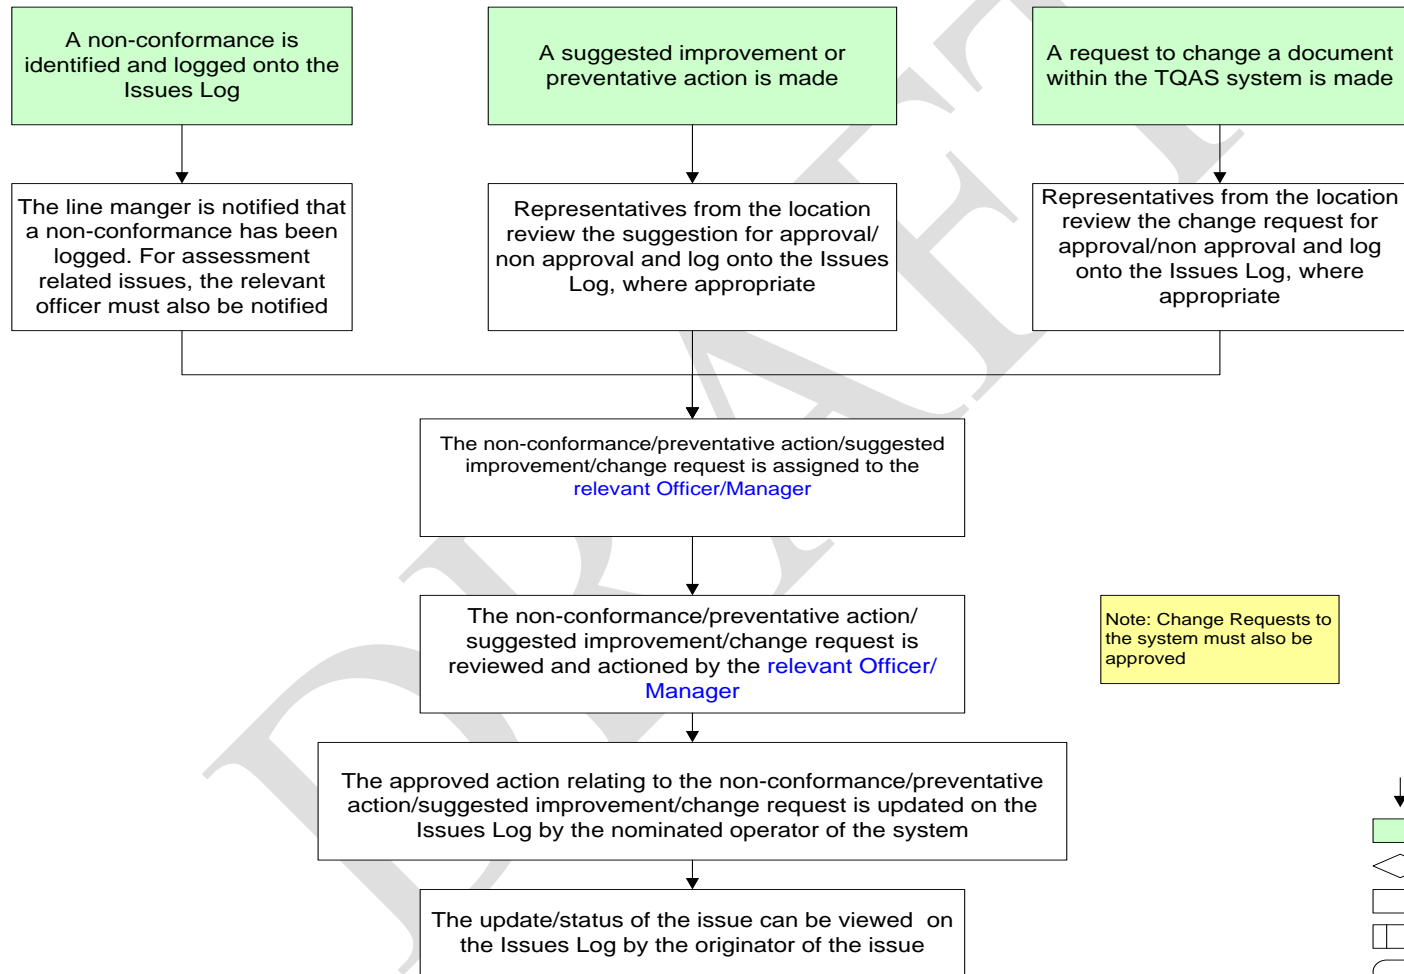 A non-conformance is
identified and logged onto the
Issues Log
A suggested improvement or
preventative action is made
A request to change a document
within the TQAS system is made
The line manger is notified that
a non-conformance has been
logged. For assessment
related issues, the relevant
officer must also be notified
Representatives from the location
review the suggestion for approval/
non approval and log onto the Issues
Log, where appropriate
Representatives from the location
review the change request for
approval/non approval and log
onto the Issues Log, where
appropriate
The non-conformance/preventative action/suggested
improvement/change request is assigned to the
relevant Officer/Manager
The non-conformance/preventative action/
suggested improvement/change request is
reviewed and actioned by the relevant Officer/
Manager
Note: Change Requests to
the system must also be
approved
The approved action relating to the non-conformance/preventative
action/suggested improvement/change request is updated on the
Issues Log by the nominated operator of the system
The update/status of the issue can be viewed on
the Issues Log by the originator of the issue
DRAFT